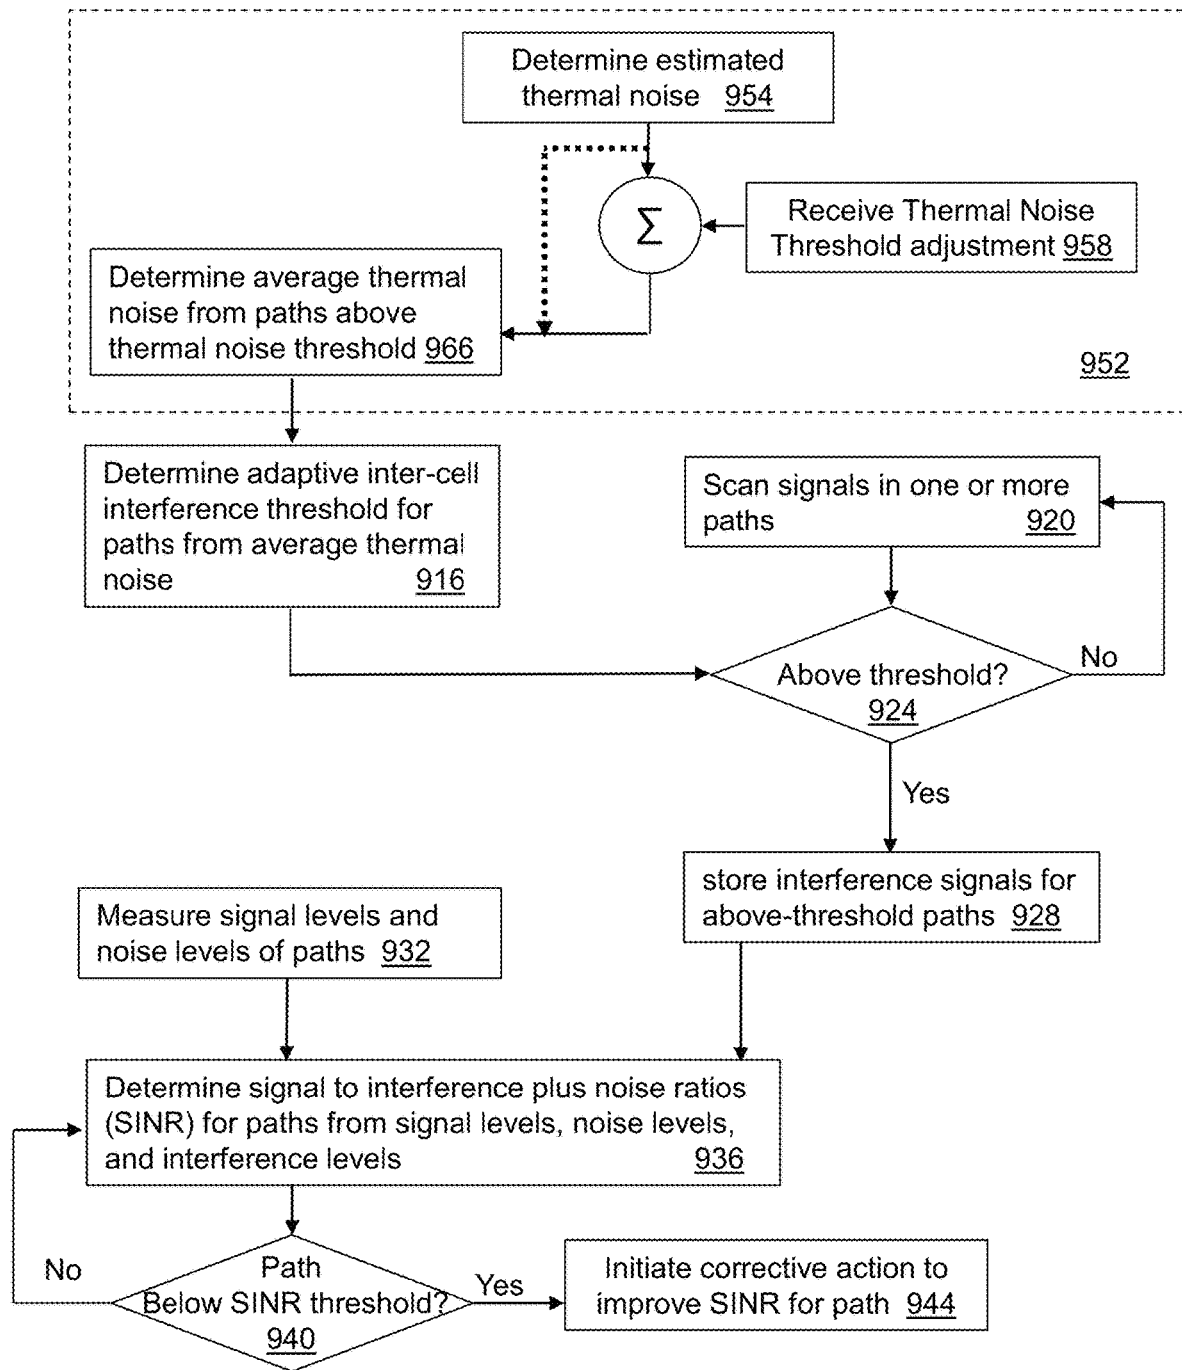 Determine estimated
thermal noise 954
Σ
Receive Thermal Noise
Threshold adjustment 958
Determine average thermal
noise from paths above
thermal noise threshold 966
952
Determine adaptive inter-cell
interference threshold for
paths from average thermal
noise 916
Scan signals in one or more
paths 920
Above threshold?
924
No
Yes
store interference signals for
above-threshold paths 928
Measure signal levels and
noise levels of paths 932
Determine signal to interference plus noise ratios
(SINR) for paths from signal levels, noise levels,
and interference levels 936
No
Path
Below SINR threshold?
940
Yes
Initiate corrective action to
improve SINR for path 944